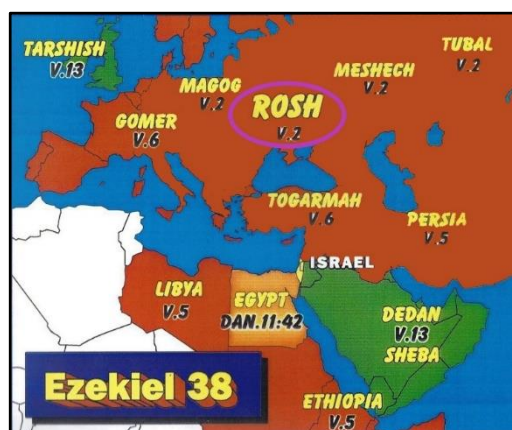 TARSHISH
V.13
TUBAL
V.2
MAGOG
V.2
MESHECH
V.2
ROSH
V.2
GOMER
V.6
TOGARMAH
V.6
PERSIA
V.5
ISRAEL
LIBYA
V.5
EGYPT
DAN.11:42
DEDAN
V.13
SHEBA
Ezekiel 38
ETHIOPIA
V.5